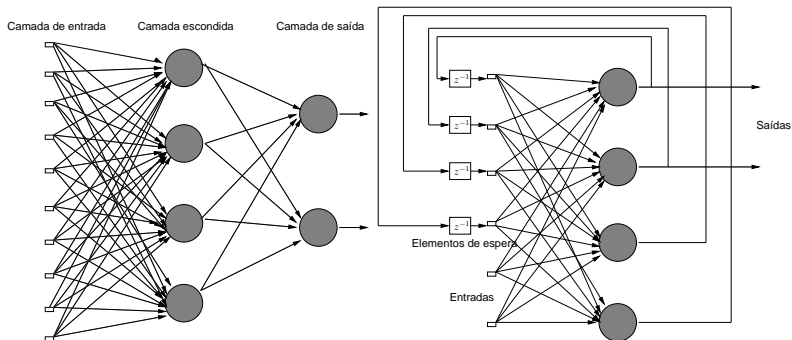 Camada de entrada
Camada escondida
Camada de saída
z⁻¹
z⁻¹
z⁻¹
z⁻¹
Saídas
Elementos de espera
Entradas